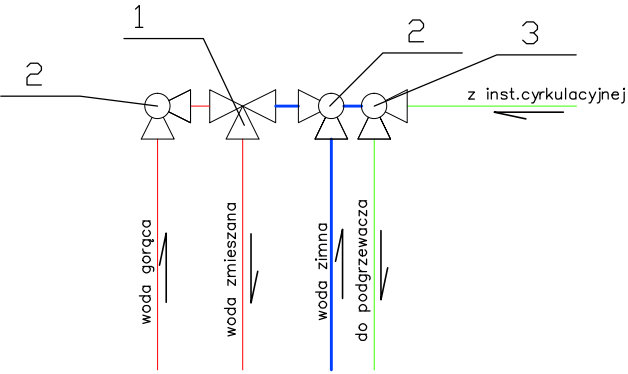 1
2
3
2
z inst.cyrkulacyjnej
woda gorąca
woda zmieszana
woda zimna
do podgrzewacza